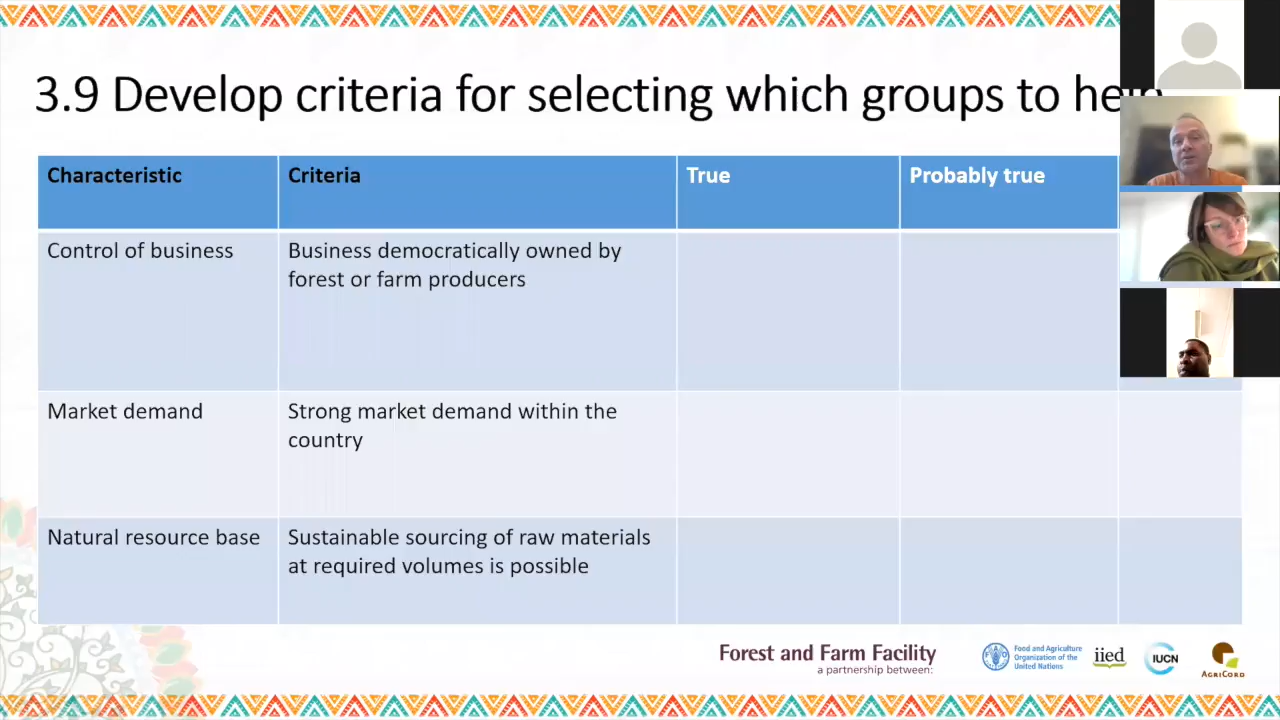 3.9 Develop criteria for selecting which groups to help
Characteristic
Criteria
True
Probably true
Control of business
Business democratically owned by
forest or farm producers
Market demand
Strong market demand within the
country
Natural resource base
Sustainable sourcing of raw materials
at required volumes is possible
Forest and Farm Facility
a partnership between:
Food and Agriculture
Organization of the
United Nations
iied
IUCN
AgriCord